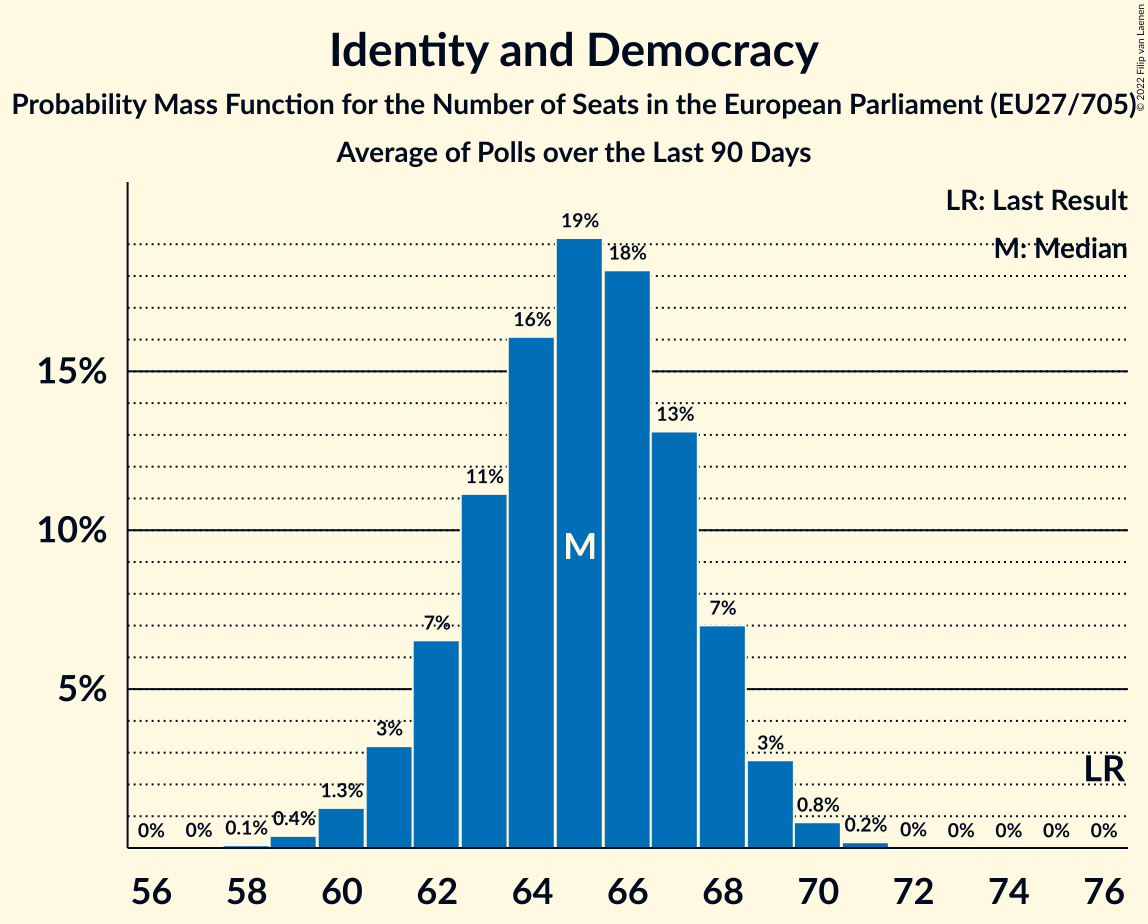 Identity and Democracy
Probability Mass Function for the Number of Seats in the European Parliament (EU27/705)
Average of Polls over the Last 90 Days
© 2022 Filip van Laenen
LR: Last Result
M: Median
19%
18%
16%
15%
13%
11%
10%
M
7%
7%
5%
3%
3%
LR
1.3%
0.8%
0.4%
0.2%
0.1%
0% 0% 0% 0% 0% 0% 0%
56 58 60 62 64 66 68 70 72 74 76